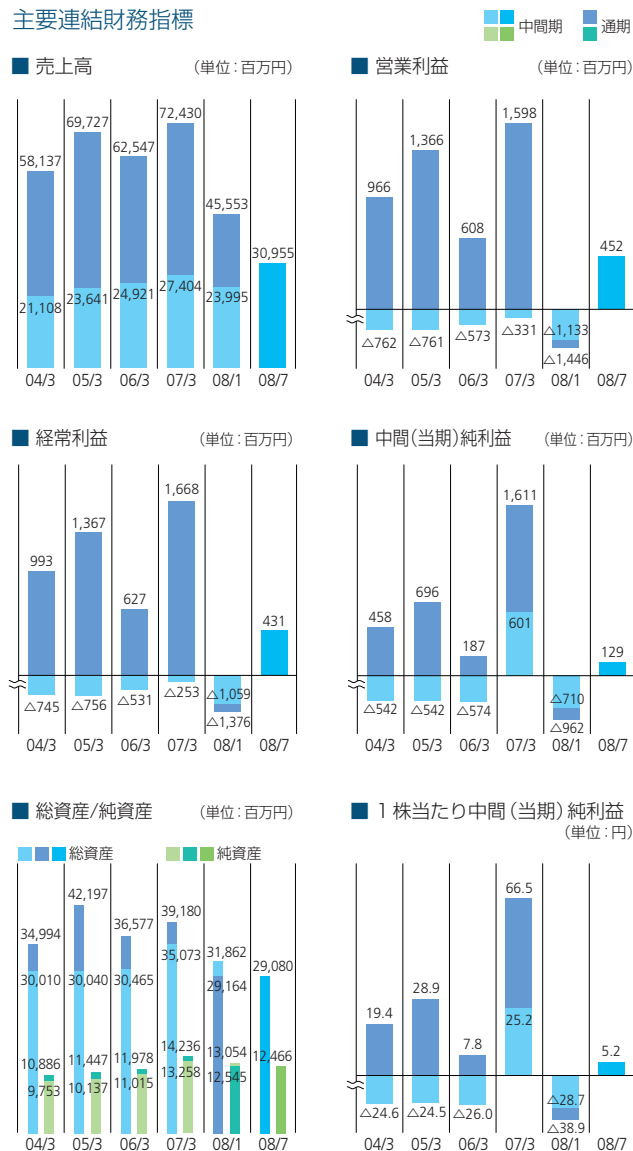 主要連結財務指標
中間期 通期
■ 売上高 （単位：百万円）
58,137 69,727 62,547 72,430 45,553 30,955
21,108 23,641 24,921 27,404 23,995
04/3 05/3 06/3 07/3 08/1 08/7
■ 営業利益 （単位：百万円）
966 1,366 608 1,598 452
△762 △761 △573 △331 △1,133
△1,446
04/3 05/3 06/3 07/3 08/1 08/7
■ 経常利益 （単位：百万円）
993 1,367 627 1,668 431
△745 △756 △531 △253 △1,059
△1,376
04/3 05/3 06/3 07/3 08/1 08/7
■ 中間（当期）純利益 （単位：百万円）
458 696 187 1,611 129
601
△542 △542 △574 △710
△962
04/3 05/3 06/3 07/3 08/1 08/7
■ 総資産/純資産 （単位：百万円）
総資産 純資産
34,994 42,197 36,577 39,180 31,862 29,080
30,010 30,040 30,465 35,073 29,164
10,886 11,447 11,978 14,236 13,054 12,466
9,753 10,137 11,015 13,258 12,545
04/3 05/3 06/3 07/3 08/1 08/7
■ 1株当たり中間（当期）純利益
（単位：円）
19.4 28.9 7.8 66.5 5.2
25.2
△24.6 △24.5 △26.0 △28.7
△38.9
04/3 05/3 06/3 07/3 08/1 08/7